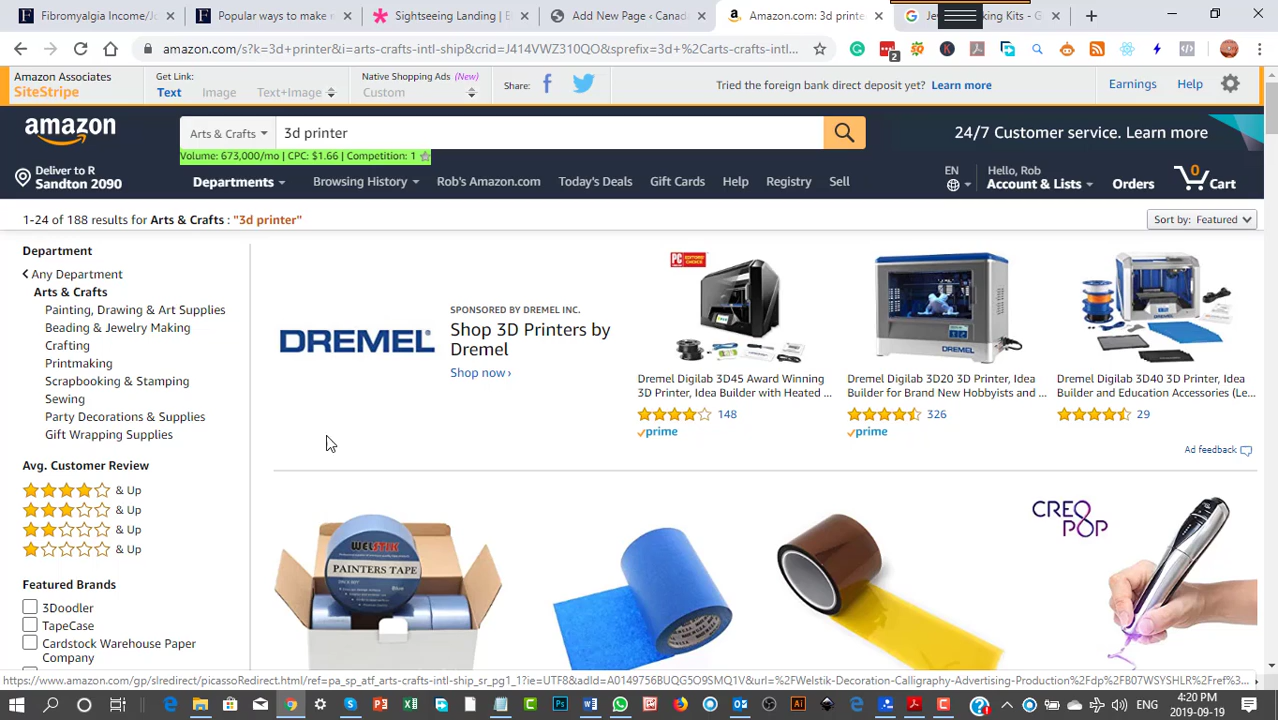 Fibromyalgia Income/Jo
Popular ways to make
Sightseeing Landing
Add New Page ‹ Canad
Amazon.com: 3d printe
Kits - G
amazon.com/s?k=3d+printer&i=arts-crafts-intl-ship&crid=J414VWZ310QO&sprefix=3d+%2Carts-crafts-intl...
2
Amazon Associates
SiteStripe
Get Link:
Text Image Text+Image
Native Shopping Ads (New)
Custom
Share:
Tried the foreign bank direct deposit yet? Learn more
Earnings Help
amazon
Arts & Crafts
3d printer
24/7 Customer service. Learn more
Volume: 673,000/mo | CPC: $1.66 | Competition: 1
Deliver to R
Sandton 2090
Departments Browsing History Rob's Amazon.com Today's Deals Gift Cards Help Registry Sell
EN
Hello, Rob
Account & Lists
Orders
0
Cart
1-24 of 188 results for Arts & Crafts : "3d printer"
Sort by: Featured
Department
Any Department
Arts & Crafts
Painting, Drawing & Art Supplies
Beading & Jewelry Making
Crafting
Printmaking
Scrapbooking & Stamping
Sewing
Party Decorations & Supplies
Gift Wrapping Supplies
Avg. Customer Review
& Up
& Up
& Up
& Up
Featured Brands
3Doodler
TapeCase
Cardstock Warehouse Paper
Company
DREMEL
SPONSORED BY DREMEL INC.
Shop 3D Printers by
Dremel
Shop now ›
PC
Dremel Digilab 3D45 Award Winning
3D Printer, Idea Builder with Heated ...
148
prime
DREMEL
Dremel Digilab 3D20 3D Printer, Idea
Builder for Brand New Hobbyists and ...
326
prime
Dremel Digilab 3D40 3D Printer, Idea
Builder and Education Accessories (Le...
29
Ad feedback
WELSTIK
PAINTERS TAPE
Blue
CREOPOP
https://www.amazon.com/gp/slredirect/picassoRedirect.html/ref=pa_sp_atf_arts-crafts-intl-ship_sr_pg1_1?ie=UTF8&adId=A0149756BUQG5O9SMQ1V&url=%2FWelstik-Decoration-Calligraphy-Advertising-Production%2Fdp%2FB07WSYSHLR%2Fref...
ENG
4:20 PM
2019-09-19